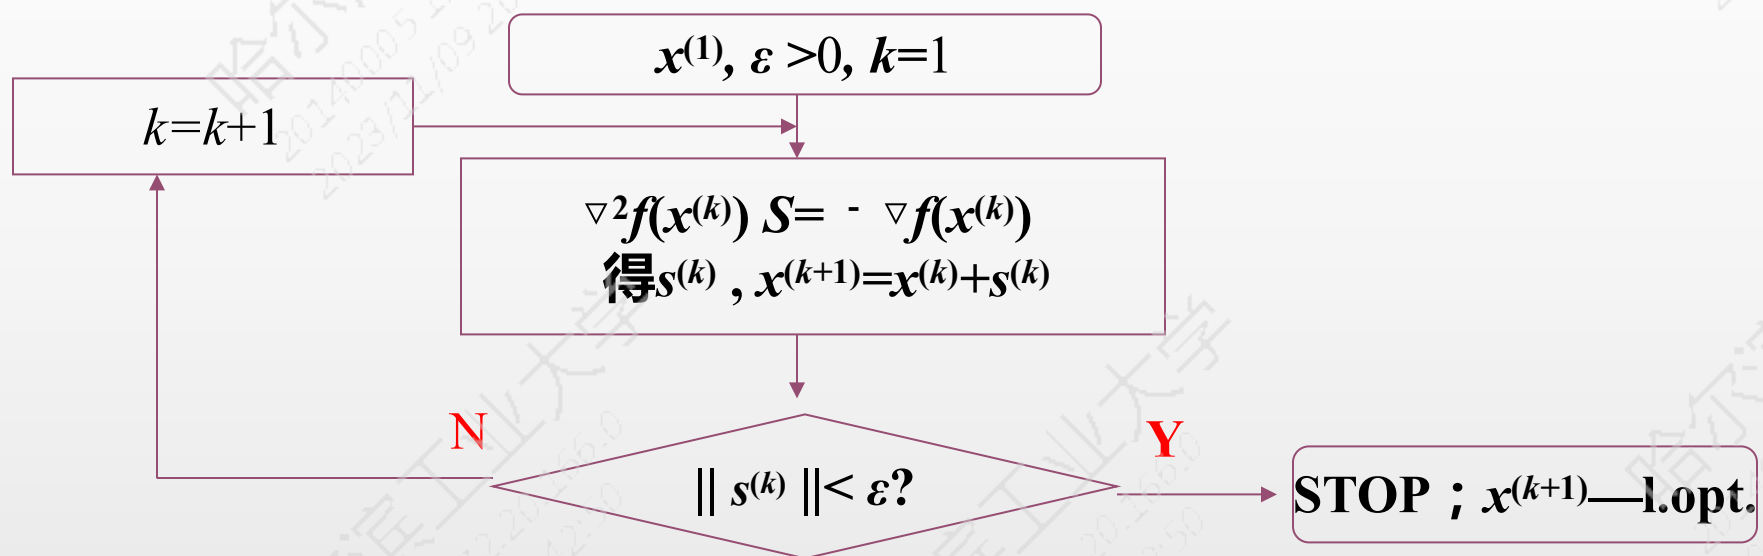 x⁽¹⁾, ε >0, k=1
k=k+1
▽²f(x⁽ᵏ⁾) S= - ▽f(x⁽ᵏ⁾)
得s⁽ᵏ⁾ , x⁽ᵏ⁺¹⁾=x⁽ᵏ⁾+s⁽ᵏ⁾
N
Y
|| s⁽ᵏ⁾ ||< ε?
STOP；x⁽ᵏ⁺¹⁾—l.opt.